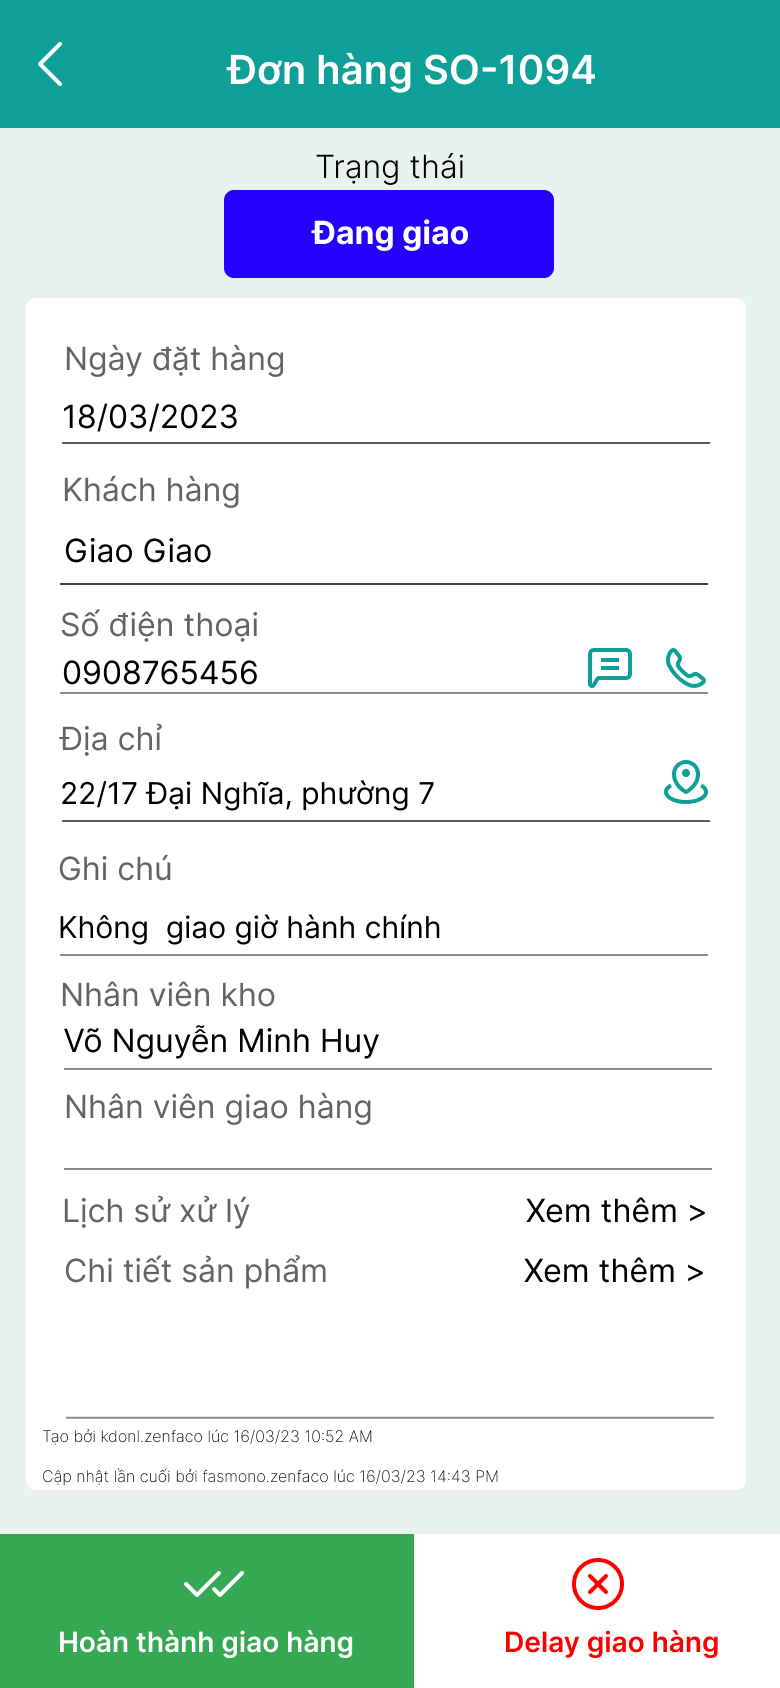 Đơn hàng SO-1094
Trạng thái
Đang giao
Ngày đặt hàng
18/03/2023
Khách hàng
Giao Giao
Số điện thoại
0908765456
Địa chỉ
22/17 Đại Nghĩa, phường 7
Ghi chú
Không  giao giờ hành chính
Nhân viên kho
Võ Nguyễn Minh Huy
Nhân viên giao hàng
Lịch sử xử lý Xem thêm >
Chi tiết sản phẩm Xem thêm >
Tạo bởi kdonl.zenfaco lúc 16/03/23 10:52 AM
Cập nhật lần cuối bởi fasmono.zenfaco lúc 16/03/23 14:43 PM
Hoàn thành giao hàng Delay giao hàng